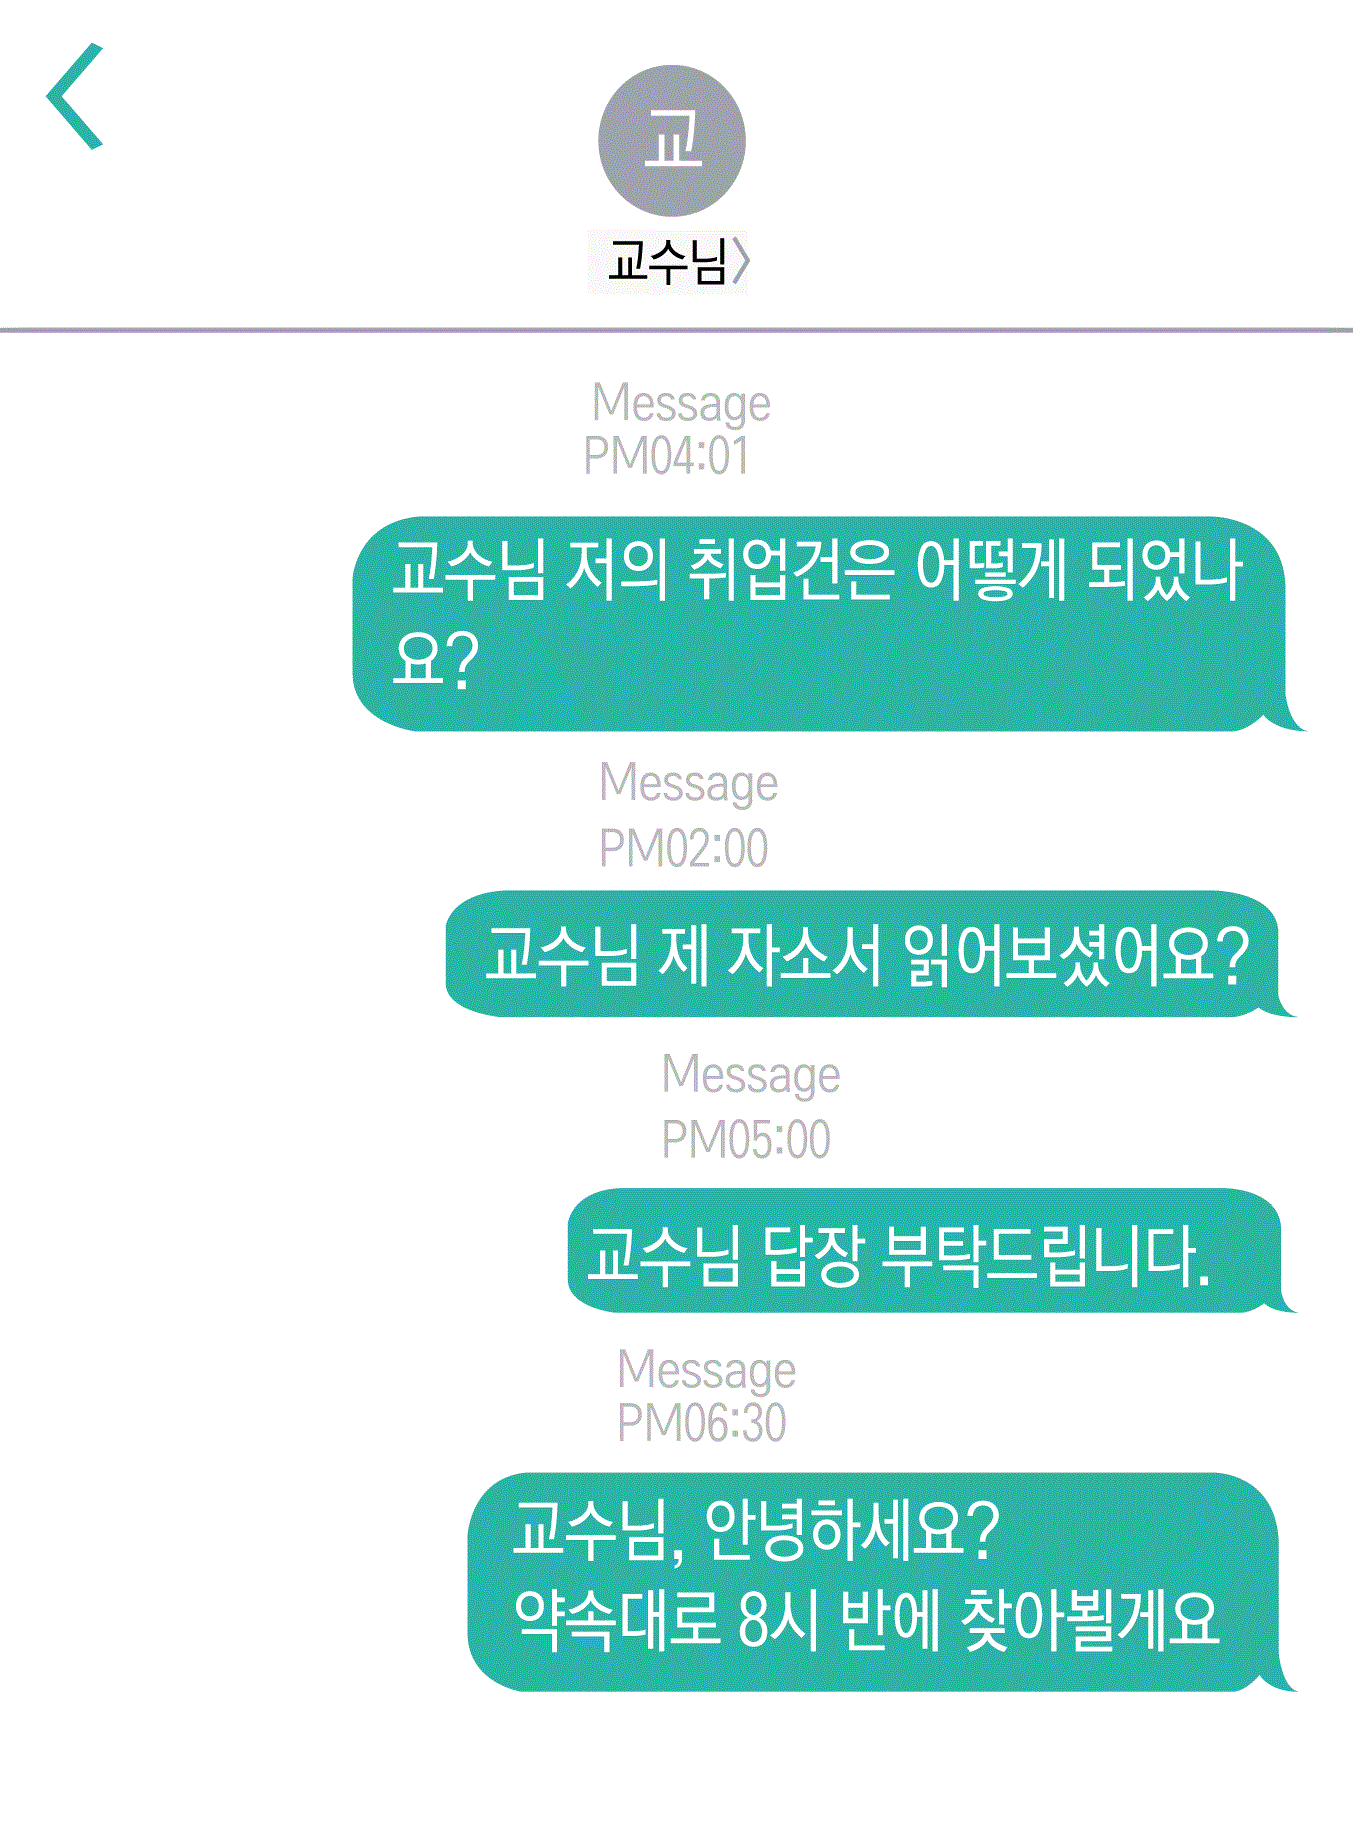 교
교수님
Message
PM04:01
교수님 저의 취업건은 어떻게 되었나
요?
Message
PM02:00
교수님 제 자소서 읽어보셨어요?
Message
PM05:00
교수님 답장 부탁드립니다.
Message
PM06:30
교수님, 안녕하세요?
약속대로 8시 반에 찾아뵐게요